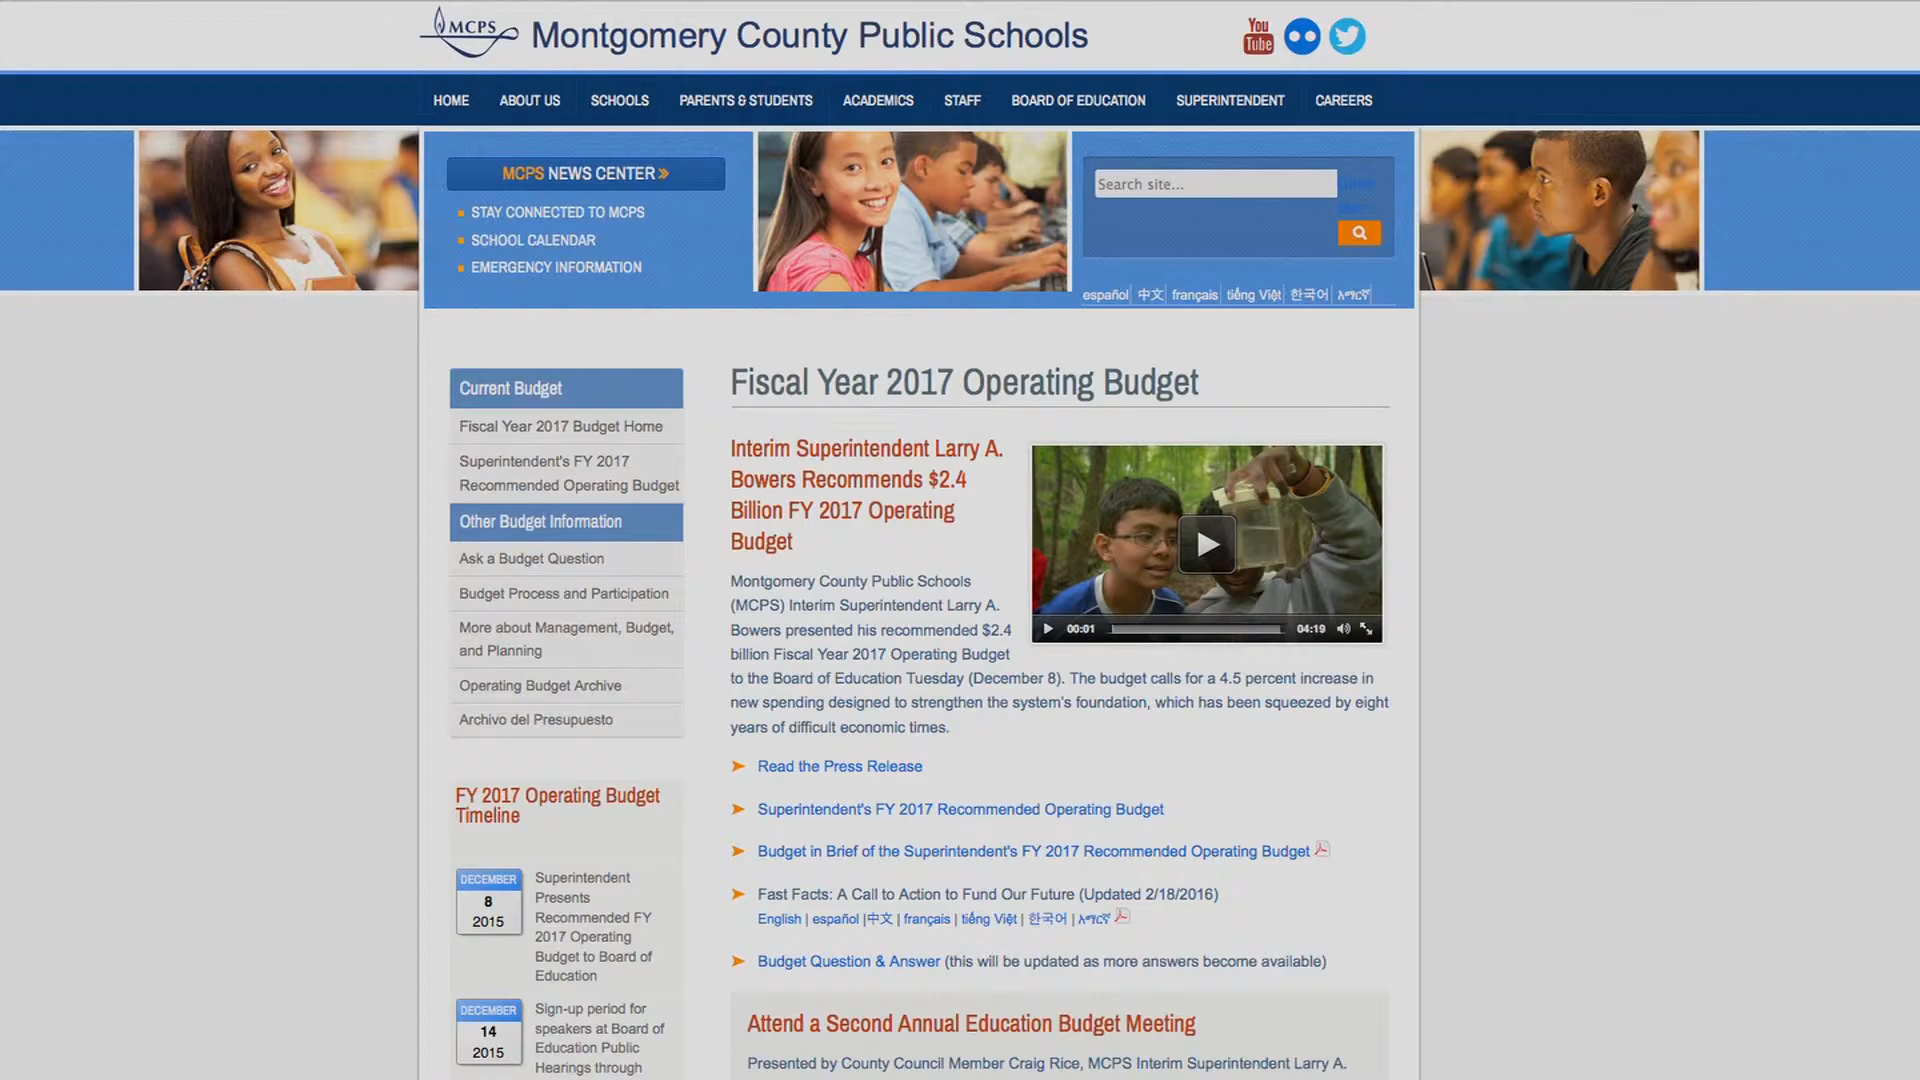 MCPS
Montgomery County Public Schools
You
Tube
HOME ABOUT US SCHOOLS PARENTS & STUDENTS ACADEMICS STAFF BOARD OF EDUCATION SUPERINTENDENT CAREERS
MCPS NEWS CENTER »
STAY CONNECTED TO MCPS
SCHOOL CALENDAR
EMERGENCY INFORMATION
Search site...
español 中文 français tiếng Việt 한국어 አማርኛ
Current Budget
Fiscal Year 2017 Budget Home
Superintendent's FY 2017
Recommended Operating Budget
Other Budget Information
Ask a Budget Question
Budget Process and Participation
More about Management, Budget,
and Planning
Operating Budget Archive
Archivo del Presupuesto
FY 2017 Operating Budget
Timeline
DECEMBER
8
2015
Superintendent
Presents
Recommended FY
2017 Operating
Budget to Board of
Education
DECEMBER
14
2015
Sign-up period for
speakers at Board of
Education Public
Hearings through
Fiscal Year 2017 Operating Budget
Interim Superintendent Larry A.
Bowers Recommends $2.4
Billion FY 2017 Operating
Budget
00:01 04:19
Montgomery County Public Schools
(MCPS) Interim Superintendent Larry A.
Bowers presented his recommended $2.4
billion Fiscal Year 2017 Operating Budget
to the Board of Education Tuesday (December 8). The budget calls for a 4.5 percent increase in
new spending designed to strengthen the system's foundation, which has been squeezed by eight
years of difficult economic times.
Read the Press Release
Superintendent's FY 2017 Recommended Operating Budget
Budget in Brief of the Superintendent's FY 2017 Recommended Operating Budget
Fast Facts: A Call to Action to Fund Our Future (Updated 2/18/2016)
English | español |中文 | français | tiếng Việt | 한국어 | አማርኛ
Budget Question & Answer (this will be updated as more answers become available)
Attend a Second Annual Education Budget Meeting
Presented by County Council Member Craig Rice, MCPS Interim Superintendent Larry A.